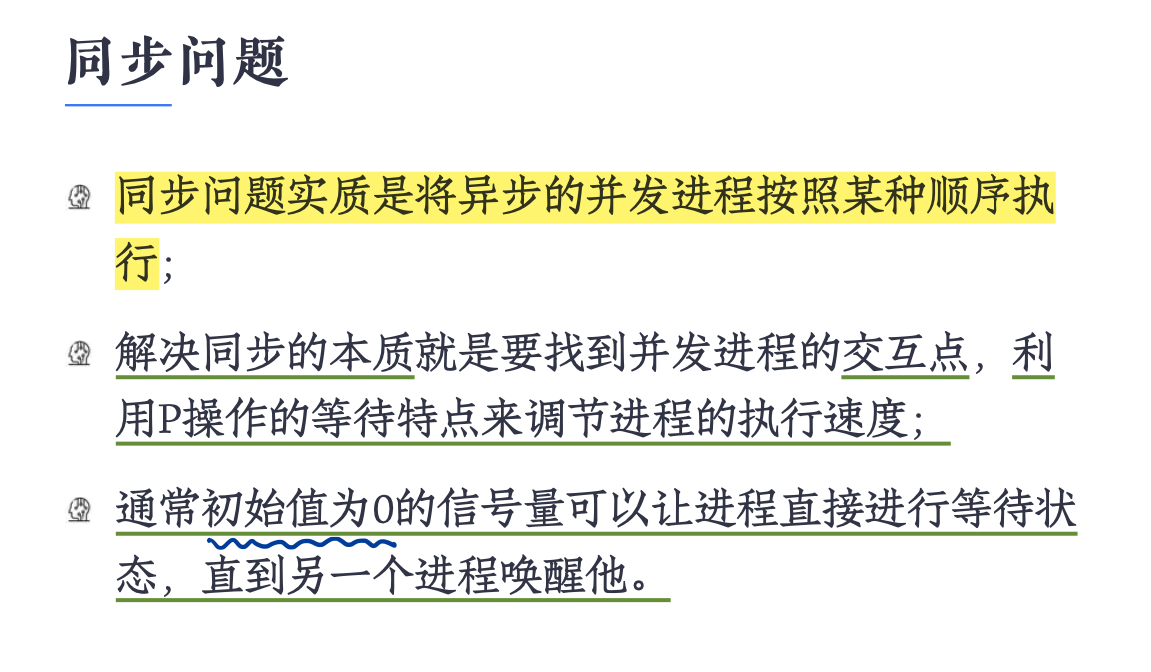 同步问题
同步问题实质是将异步的并发进程按照某种顺序执
行；
解决同步的本质就是要找到并发进程的交互点，利
用P操作的等待特点来调节进程的执行速度；
通常初始值为0的信号量可以让进程直接进行等待状
态，直到另一个进程唤醒他。